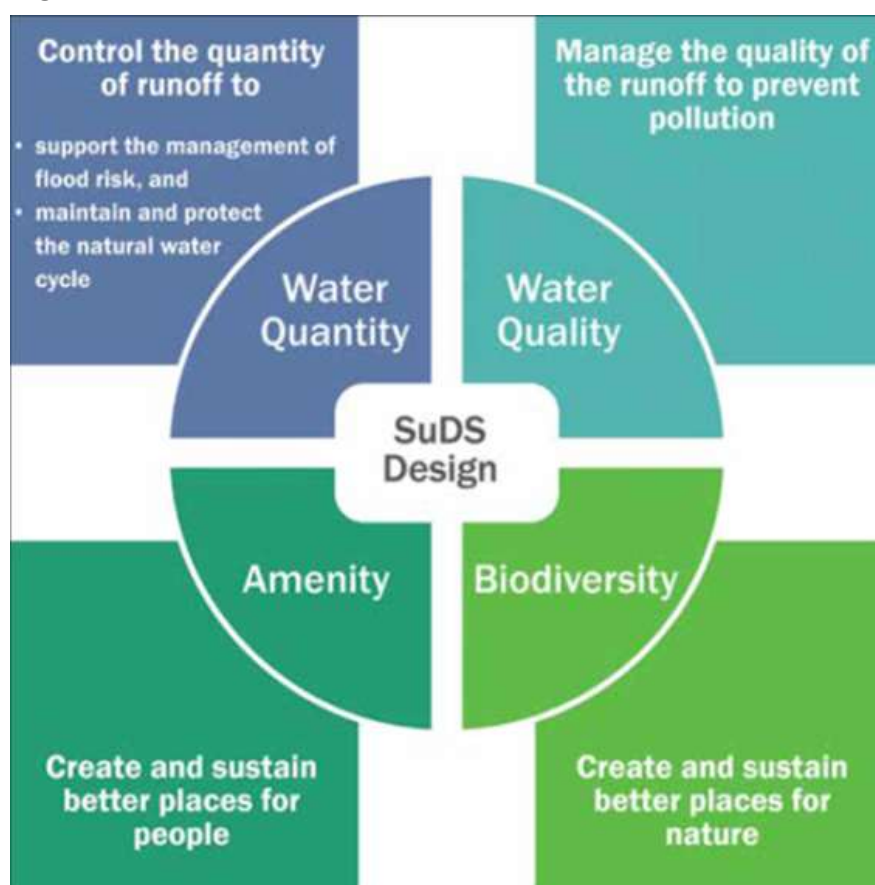 Control the quantity
of runoff to
• support the management of
flood risk, and
• maintain and protect
the natural water
cycle
Manage the quality of
the runoff to prevent
pollution
Water
Quantity
Water
Quality
SuDS
Design
Amenity
Biodiversity
Create and sustain
better places for
people
Create and sustain
better places for
nature